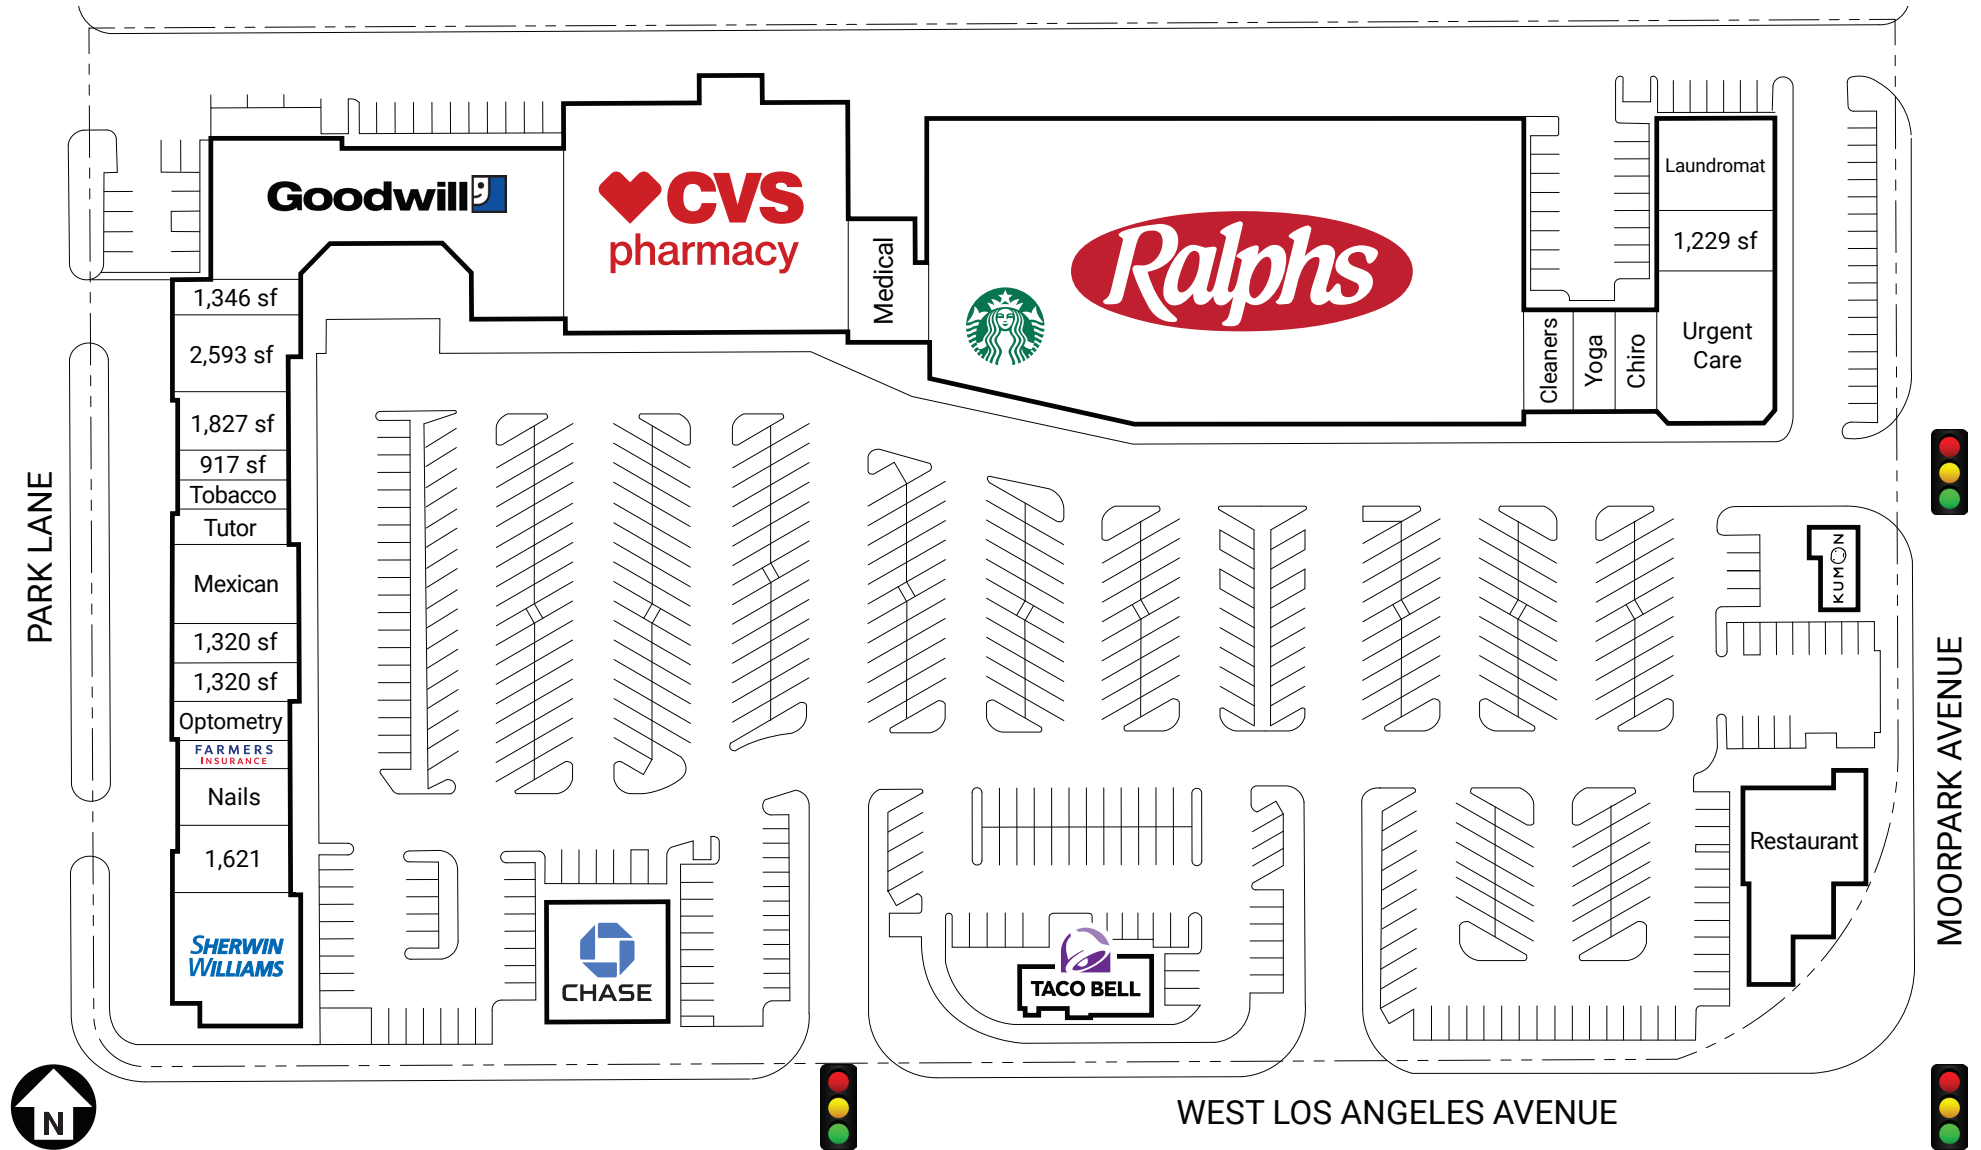 Goodwill
CVS
pharmacy
Medical
Ralphs
Laundromat
1,229 sf
Urgent
Care
Cleaners
Yoga
Chiro
1,346 sf
2,593 sf
1,827 sf
917 sf
Tobacco
Tutor
Mexican
1,320 sf
1,320 sf
Optometry
FARMERS
INSURANCE
Nails
1,621
SHERWIN
WILLIAMS
CHASE
TACO BELL
KUMON
Restaurant
PARK LANE
MOORPARK AVENUE
WEST LOS ANGELES AVENUE
N